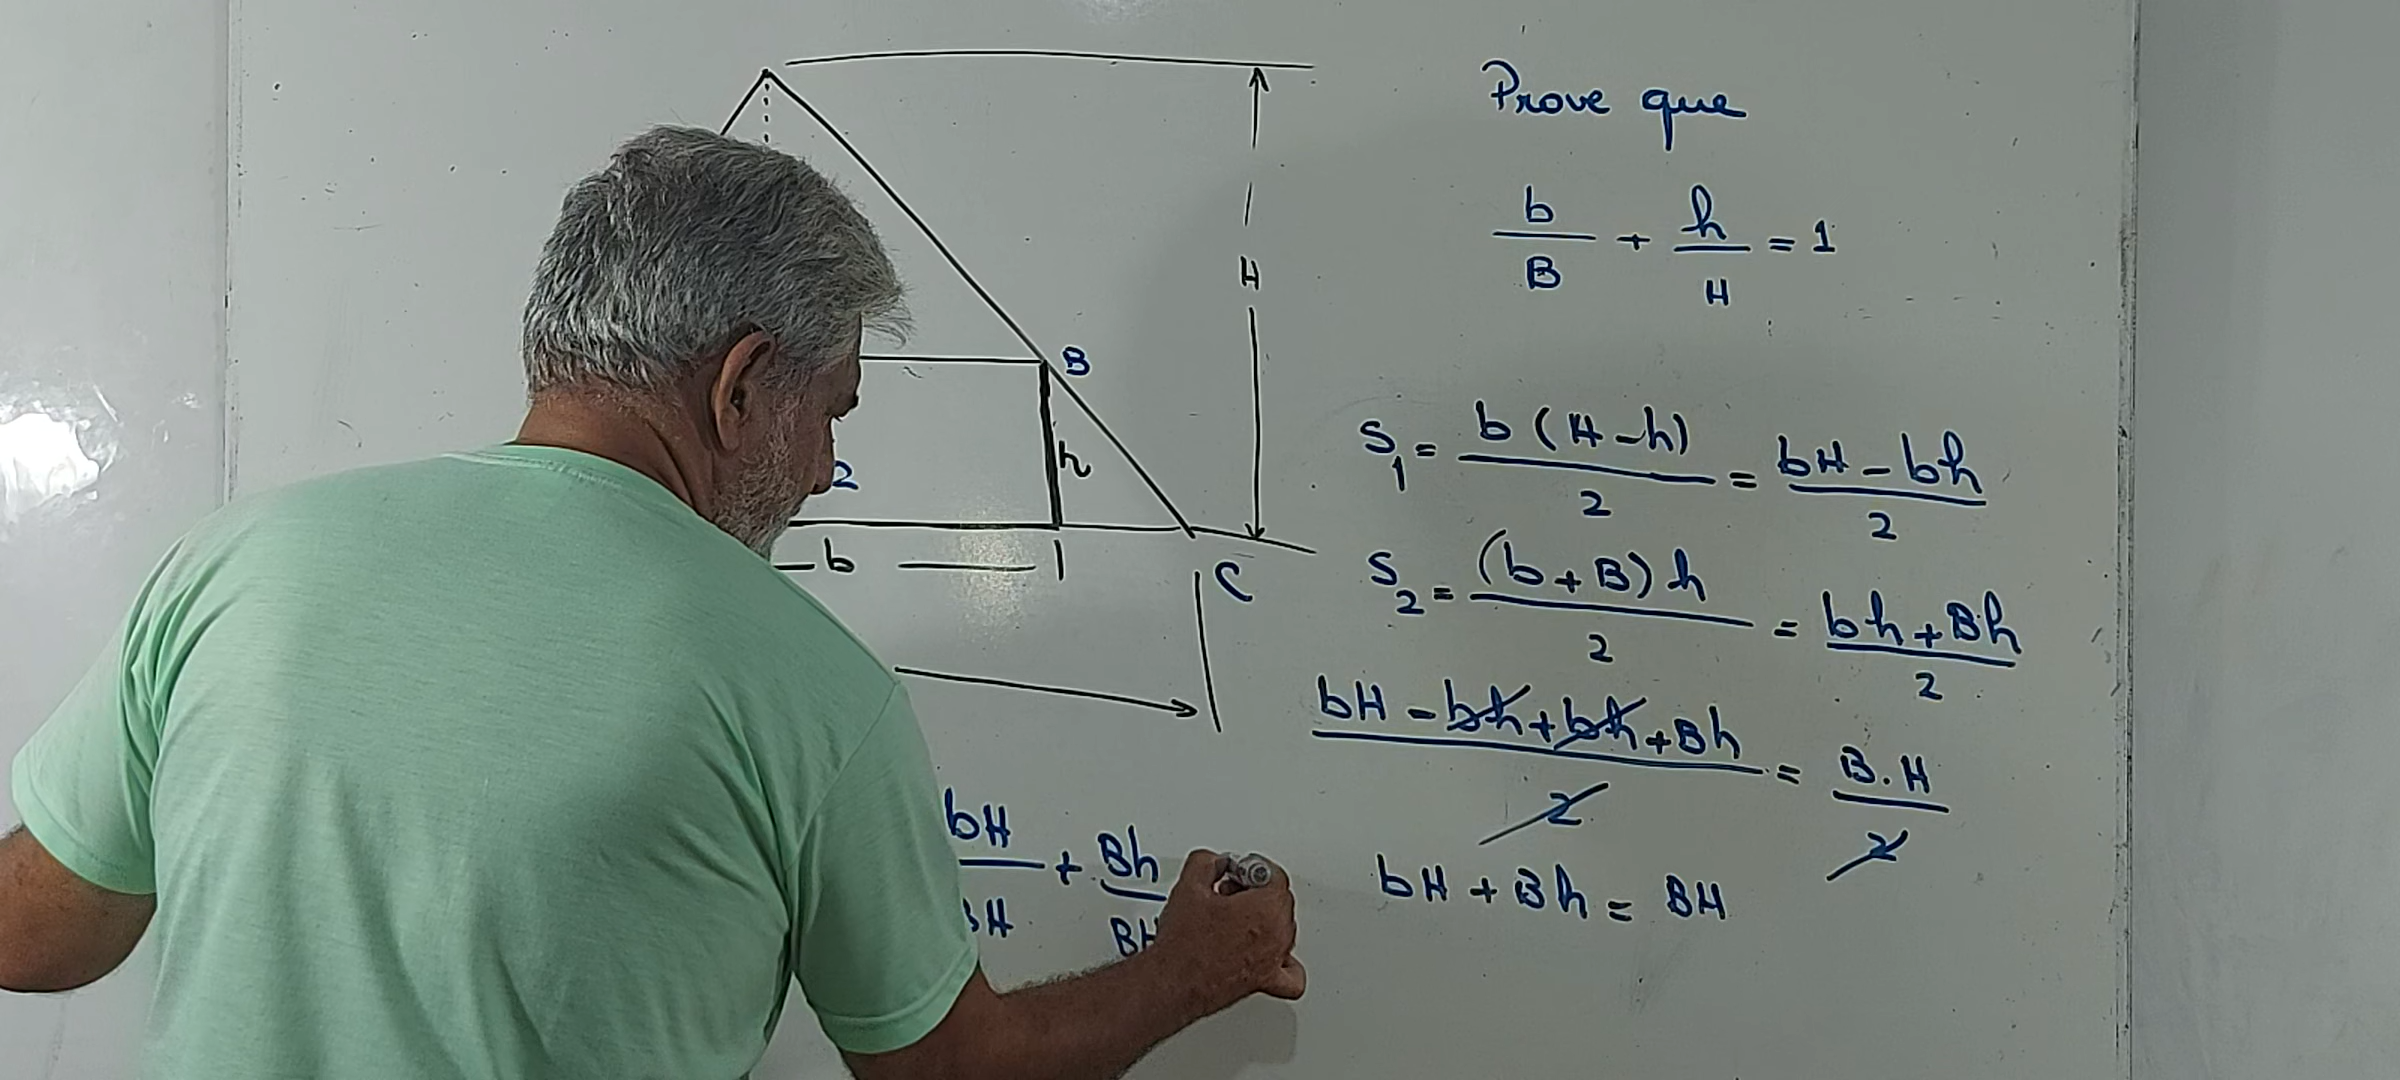 Prove que
b/B + h/H = 1
H
B
h
2
b
C
S₁ = b(H-h)/2 = bH-bh/2
S₂ = (b+B)h/2 = bh+Bh/2
bH-bh+bh+Bh/2 = B.H/2
bH+Bh=BH
bH/BH + Bh/BH